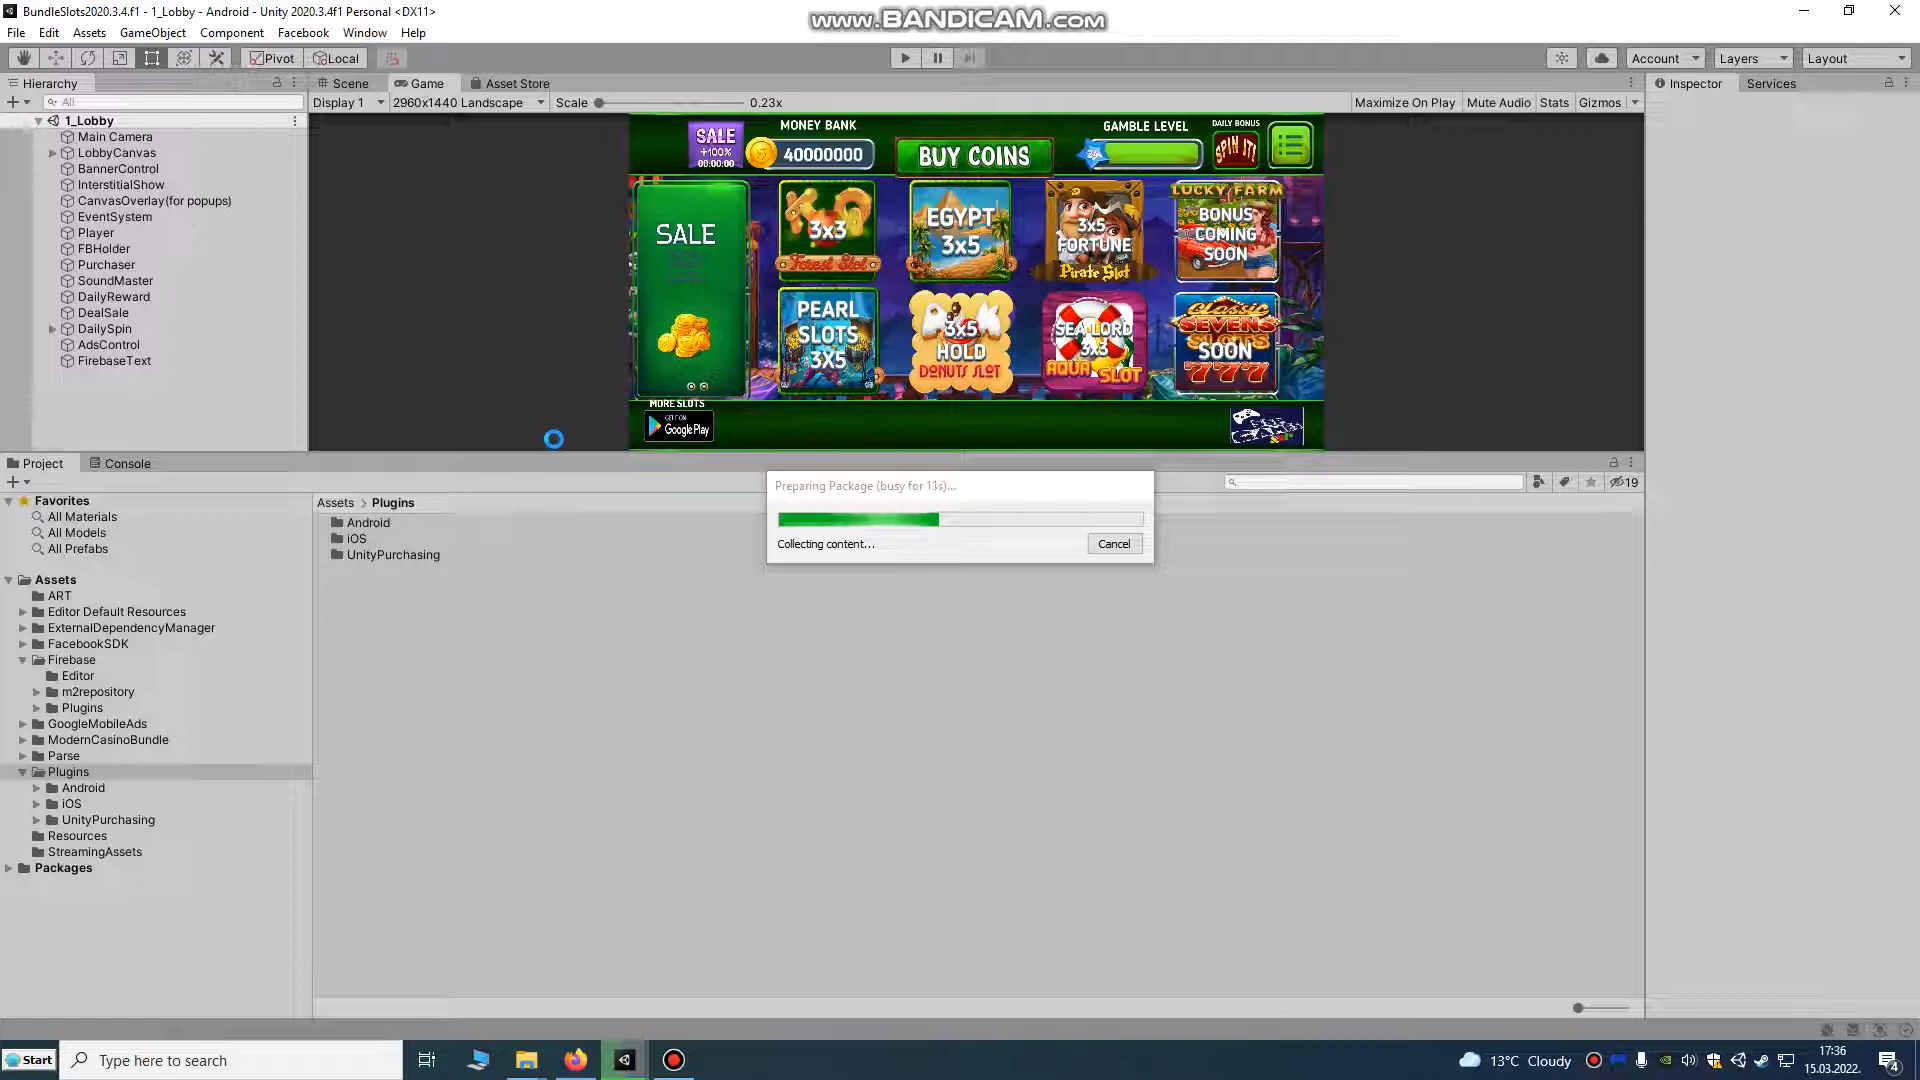 BundleSlots2020.3.4f1 - 1_Lobby - Android - Unity 2020.3.4f1 Personal <DX11>
www.BANDICAM.com
File Edit Assets GameObject Component Facebook Window Help
Pivot Local
Account Layers Layout
Hierarchy
Scene Game Asset Store
Inspector Services
All
Display 1 2960x1440 Landscape Scale 0.23x
Maximize On Play Mute Audio Stats Gizmos
1_Lobby
Main Camera
LobbyCanvas
BannerControl
InterstitialShow
CanvasOverlay(for popups)
EventSystem
Player
FBHolder
Purchaser
SoundMaster
DailyReward
DealSale
DailySpin
AdsControl
FirebaseText
SALE
+100%
00:00:00
MONEY BANK
40000000
BUY COINS
GAMBLE LEVEL
24
DAILY BONUS
SPIN IT!
SALE
3x3
Forest Slot
EGYPT
3x5
3x5
FORTUNE
Pirate Slot
LUCKY FARM
BONUS
COMING
SOON
PEARL
SLOTS
3X5
3x5
HOLD
DONUTS SLOT
SEA LORD
3x3
AQUA SLOT
Classic
SEVENS
SLOTS
SOON
777
MORE SLOTS
GET IT ON
Google Play
Project Console
19
Favorites
All Materials
All Models
All Prefabs
Assets
ART
Editor Default Resources
ExternalDependencyManager
FacebookSDK
Firebase
Editor
m2repository
Plugins
GoogleMobileAds
ModernCasinoBundle
Parse
Plugins
Android
iOS
UnityPurchasing
Resources
StreamingAssets
Packages
Assets > Plugins
Android
iOS
UnityPurchasing
Preparing Package (busy for 11s)...
Collecting content...
Cancel
Start
Type here to search
13°C Cloudy
17:36
15.03.2022.
4